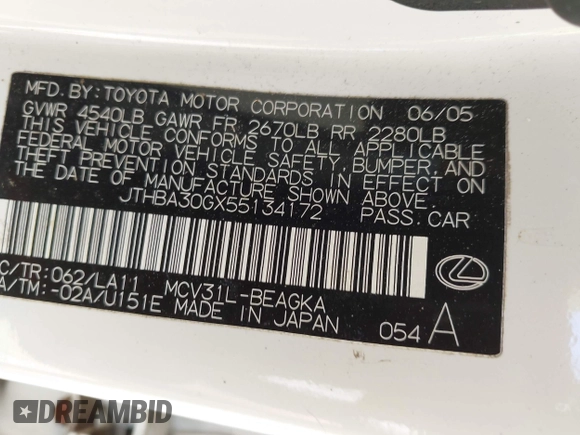 MFD. BY: TOYOTA MOTOR CORPORATION 06/05
GVWR 4540LB GAWR FR 2670LB RR 2280LB
THIS VEHICLE CONFORMS TO ALL APPLICABLE
FEDERAL MOTOR VEHICLE SAFETY, BUMPER, AND
THEFT PREVENTION STANDARDS IN EFFECT ON
THE DATE OF MANUFACTURE SHOWN ABOVE.
JTHBA30GX55134172 PASS. CAR
C/TR: 062/LA11 MCV31L-BEAGKA
A/TM: -02A/U151E MADE IN JAPAN 054 A
DREAMBID